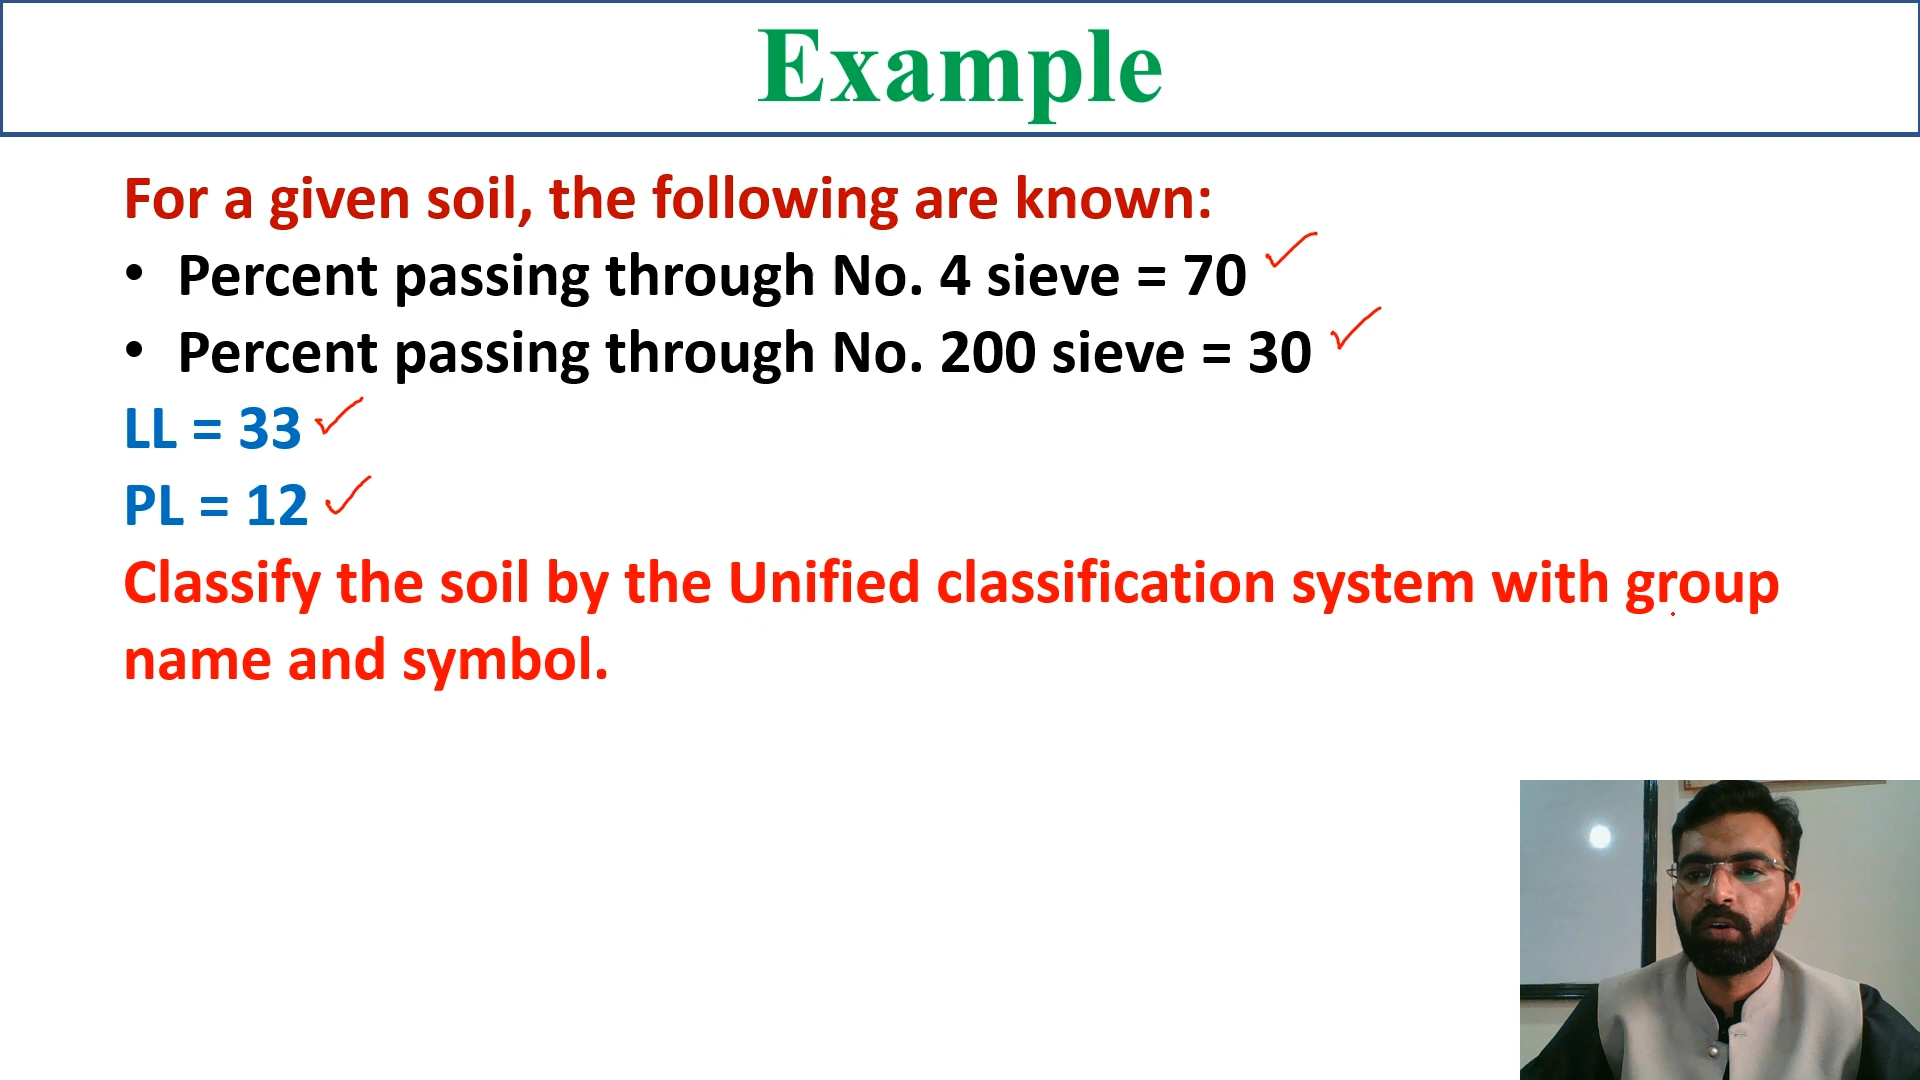 Example
For a given soil, the following are known:
• Percent passing through No. 4 sieve = 70
• Percent passing through No. 200 sieve = 30
LL = 33
PL = 12
Classify the soil by the Unified classification system with group
name and symbol.